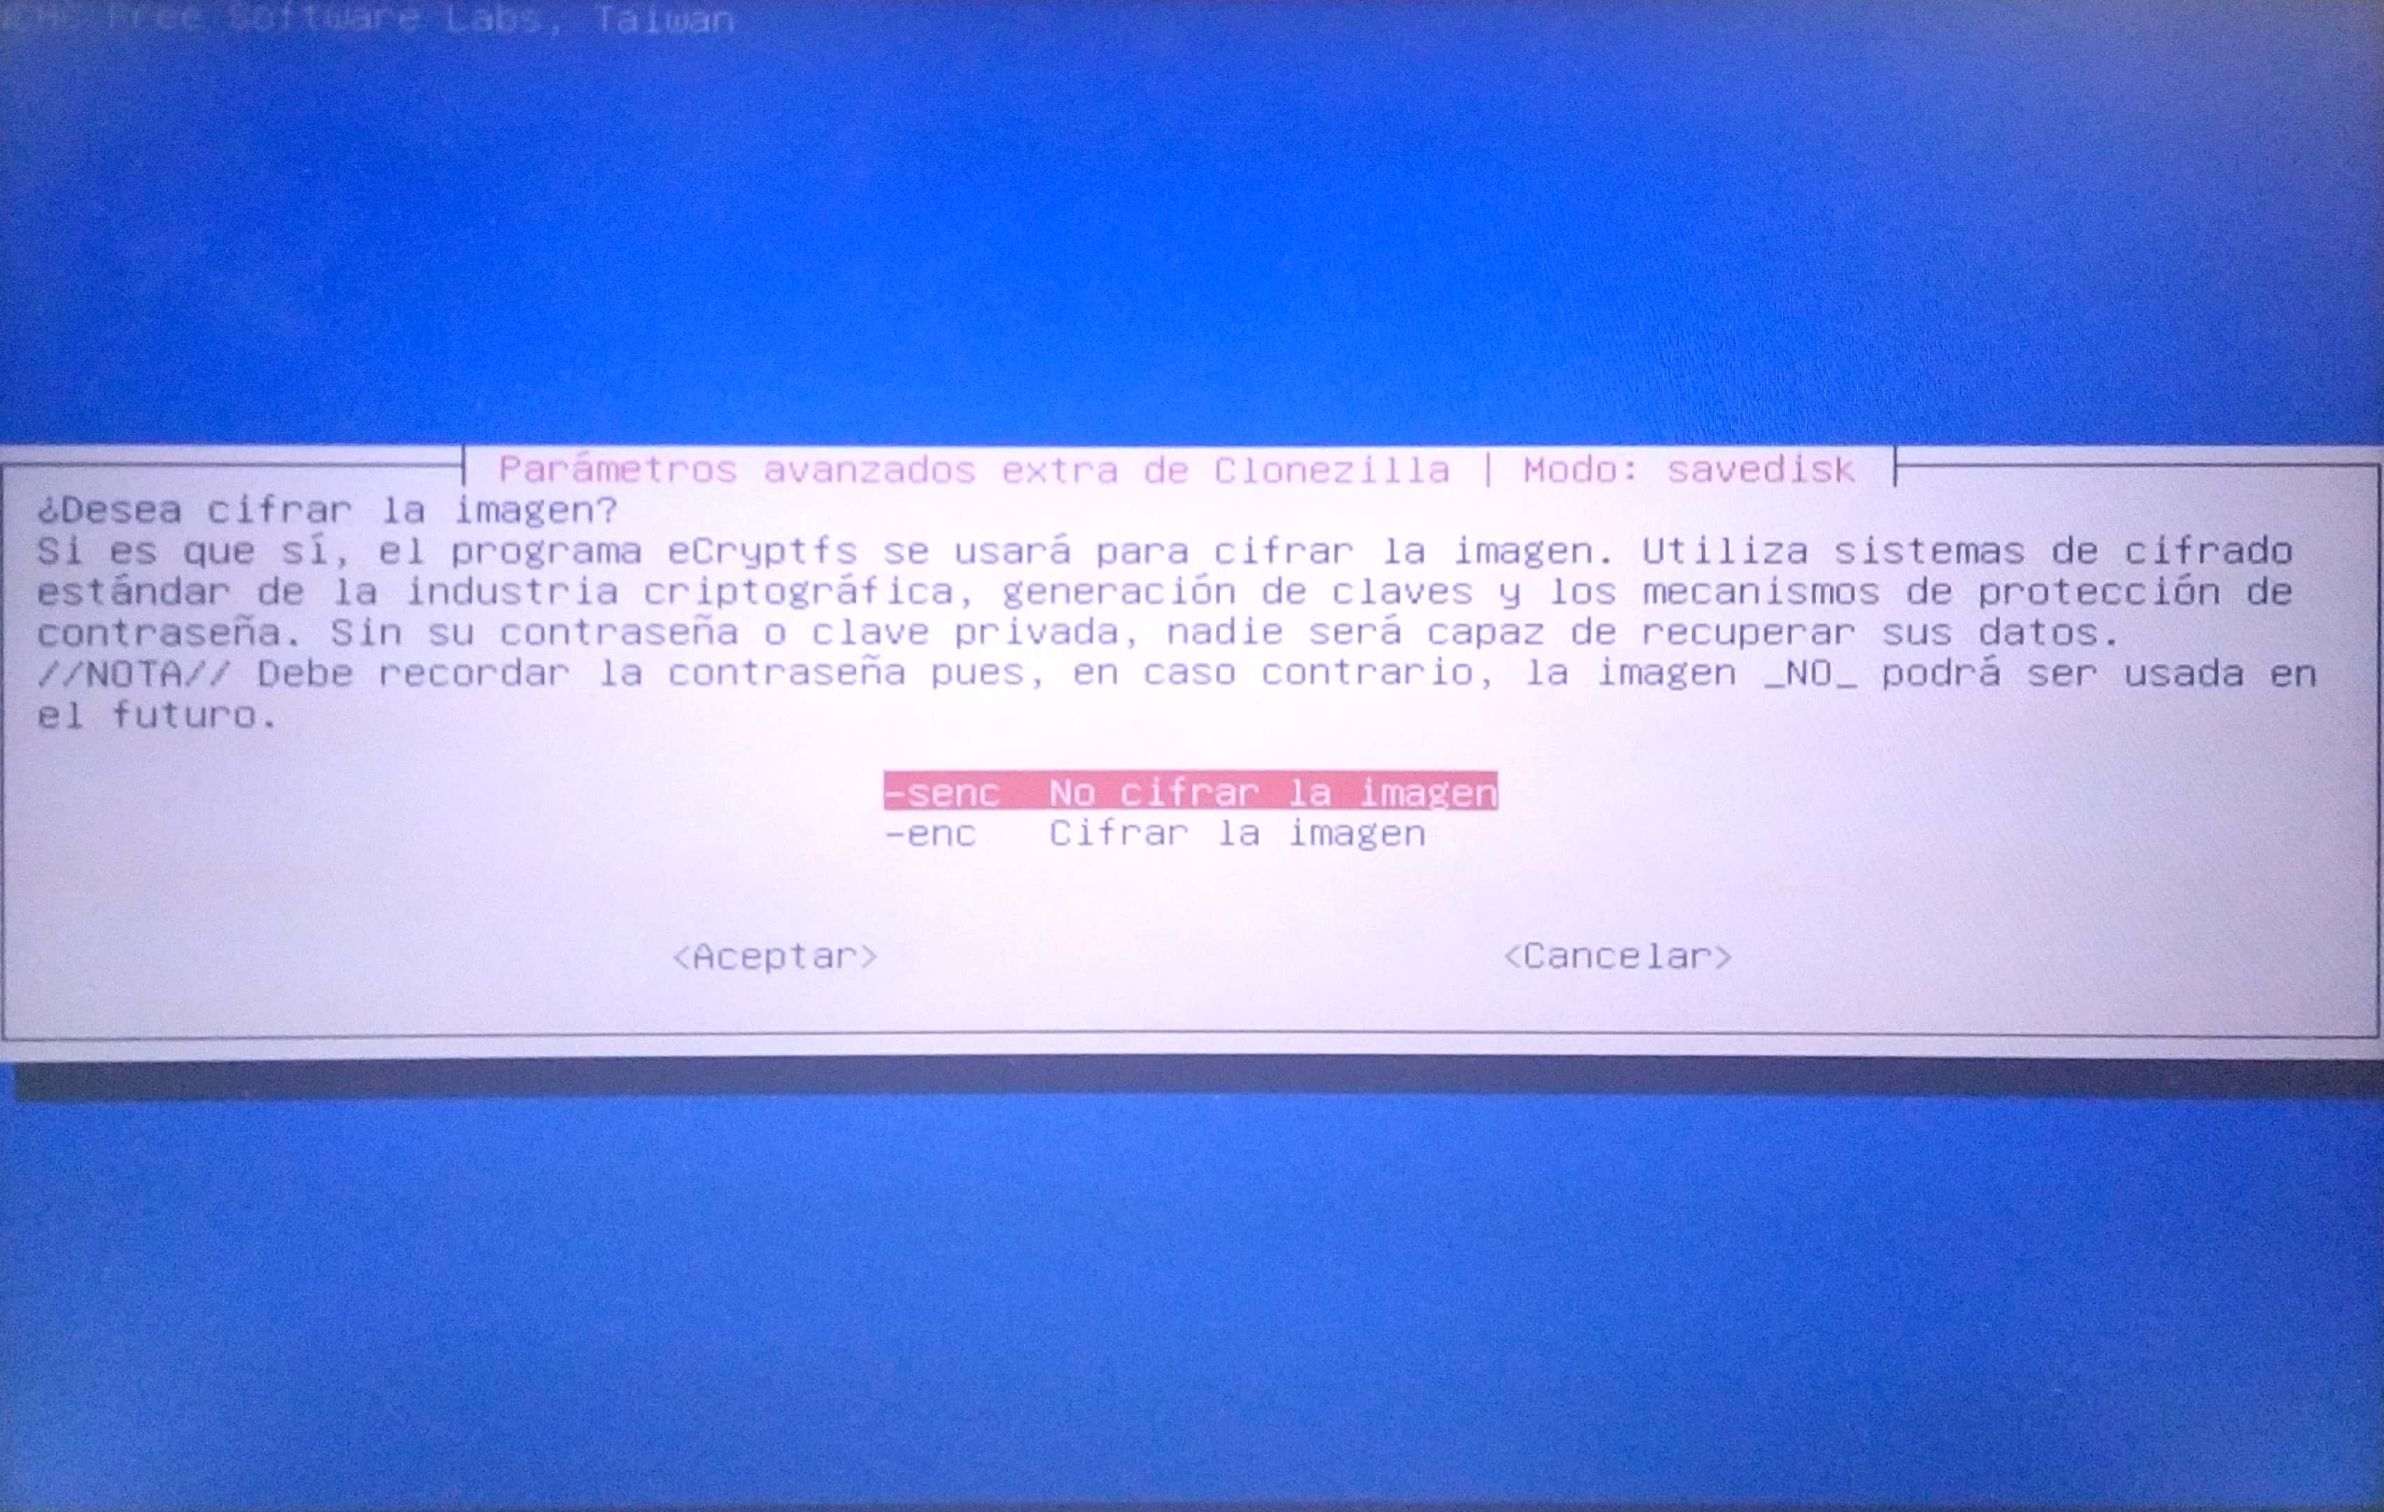 Free Software Labs, Taiwan
Parámetros avanzados extra de Clonezilla | Modo: savedisk
¿Desea cifrar la imagen?
Si es que sí, el programa eCryptfs se usará para cifrar la imagen. Utiliza sistemas de cifrado
estándar de la industria criptográfica, generación de claves y los mecanismos de protección de
contraseña. Sin su contraseña o clave privada, nadie será capaz de recuperar sus datos.
//NOTA// Debe recordar la contraseña pues, en caso contrario, la imagen _NO_ podrá ser usada en
el futuro.
-senc No cifrar la imagen
-enc Cifrar la imagen
<Aceptar> <Cancelar>